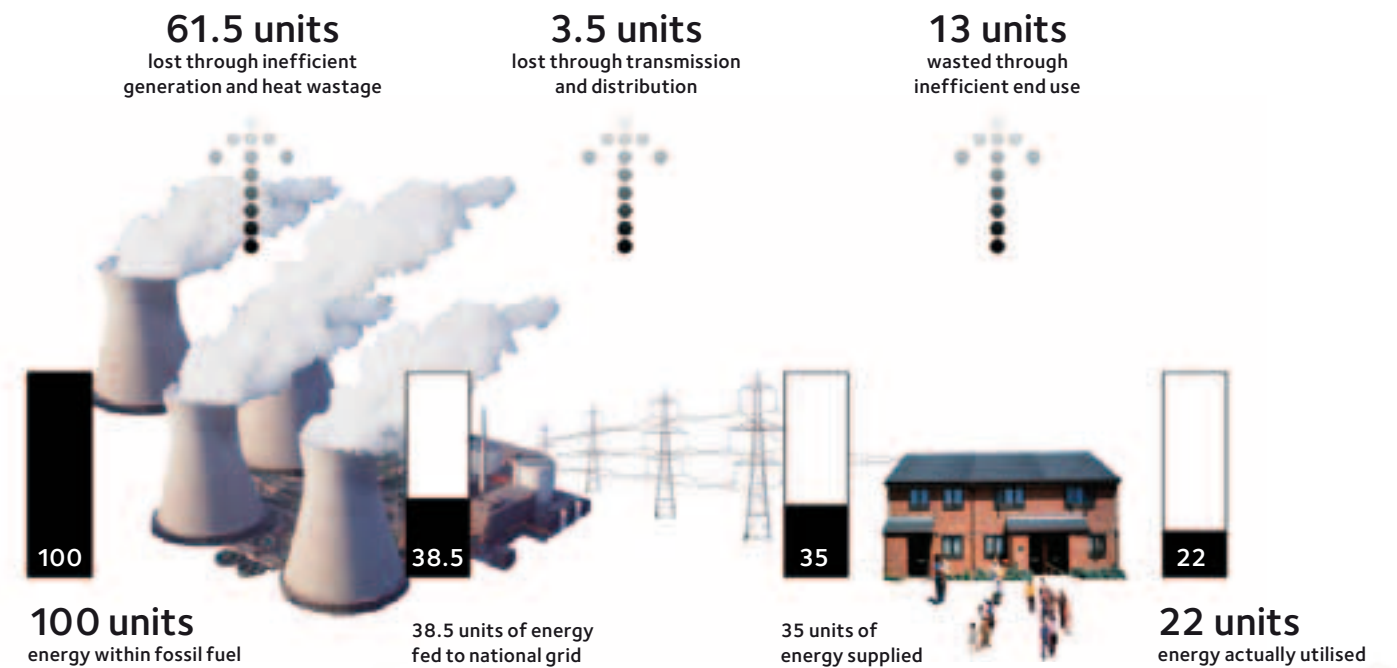 61.5 units
lost through inefficient
generation and heat wastage
3.5 units
lost through transmission
and distribution
13 units
wasted through
inefficient end use
100
38.5
35
22
100 units
energy within fossil fuel
38.5 units of energy
fed to national grid
35 units of
energy supplied
22 units
energy actually utilised